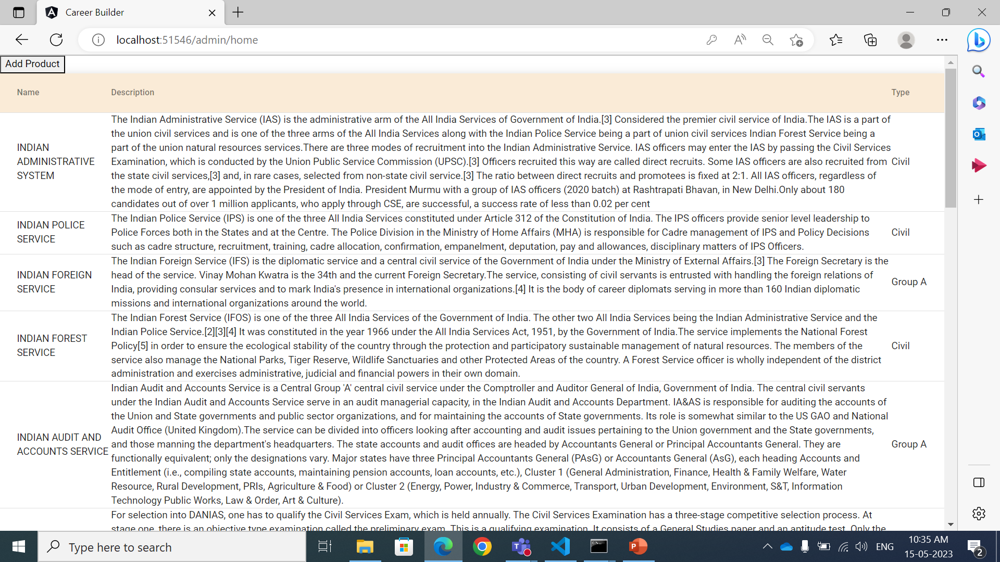 Career Builder
localhost:51546/admin/home
Add Product
Name Description Type
The Indian Administrative Service (IAS) is the administrative arm of the All India Services of Government of India.[3] Considered the premier civil service of India.The IAS is a part of
the union civil services and is one of the three arms of the All India Services along with the Indian Police Service being a part of union civil services Indian Forest Service being a
INDIAN part of the union natural resources services.There are three modes of recruitment into the Indian Administrative Service. IAS officers may enter the IAS by passing the Civil Services
ADMINISTRATIVE Examination, which is conducted by the Union Public Service Commission (UPSC).[3] Officers recruited this way are called direct recruits. Some IAS officers are also recruited from Civil
SYSTEM the state civil services,[3] and, in rare cases, selected from non-state civil service.[3] The ratio between direct recruits and promotees is fixed at 2:1. All IAS officers, regardless of
the mode of entry, are appointed by the President of India. President Murmu with a group of IAS officers (2020 batch) at Rashtrapati Bhavan, in New Delhi.Only about 180
candidates out of over 1 million applicants, who apply through CSE, are successful, a success rate of less than 0.02 per cent
INDIAN POLICE
SERVICE
The Indian Police Service (IPS) is one of the three All India Services constituted under Article 312 of the Constitution of India. The IPS officers provide senior level leadership to
Police Forces both in the States and at the Centre. The Police Division in the Ministry of Home Affairs (MHA) is responsible for Cadre management of IPS and Policy Decisions
such as cadre structure, recruitment, training, cadre allocation, confirmation, empanelment, deputation, pay and allowances, disciplinary matters of IPS Officers.
Civil
INDIAN FOREIGN
SERVICE
The Indian Foreign Service (IFS) is the diplomatic service and a central civil service of the Government of India under the Ministry of External Affairs.[3] The Foreign Secretary is the
head of the service. Vinay Mohan Kwatra is the 34th and the current Foreign Secretary.The service, consisting of civil servants is entrusted with handling the foreign relations of
India, providing consular services and to mark India's presence in international organizations.[4] It is the body of career diplomats serving in more than 160 Indian diplomatic
missions and international organizations around the world.
Group A
INDIAN FOREST
SERVICE
The Indian Forest Service (IFOS) is one of the three All India Services of the Government of India. The other two All India Services being the Indian Administrative Service and the
Indian Police Service.[2][3][4] It was constituted in the year 1966 under the All India Services Act, 1951, by the Government of India.The service implements the National Forest
Policy[5] in order to ensure the ecological stability of the country through the protection and participatory sustainable management of natural resources. The members of the
service also manage the National Parks, Tiger Reserve, Wildlife Sanctuaries and other Protected Areas of the country. A Forest Service officer is wholly independent of the district
administration and exercises administrative, judicial and financial powers in their own domain.
Civil
INDIAN AUDIT AND
ACCOUNTS SERVICE
Indian Audit and Accounts Service is a Central Group 'A' central civil service under the Comptroller and Auditor General of India, Government of India. The central civil servants
under the Indian Audit and Accounts Service serve in an audit managerial capacity, in the Indian Audit and Accounts Department. IA&AS is responsible for auditing the accounts of
the Union and State governments and public sector organizations, and for maintaining the accounts of State governments. Its role is somewhat similar to the US GAO and National
Audit Office (United Kingdom).The service can be divided into officers looking after accounting and audit issues pertaining to the Union government and the State governments,
and those manning the department's headquarters. The state accounts and audit offices are headed by Accountants General or Principal Accountants General. They are
functionally equivalent; only the designations vary. Major states have three Principal Accountants General (PAsG) or Accountants General (AsG), each heading Accounts and
Entitlement (i.e., compiling state accounts, maintaining pension accounts, loan accounts, etc.), Cluster 1 (General Administration, Finance, Health & Family Welfare, Water
Resource, Rural Development, PRIs, Agriculture & Food) or Cluster 2 (Energy, Power, Industry & Commerce, Transport, Urban Development, Environment, S&T, Information
Technology Public Works, Law & Order, Art & Culture).
Group A
For selection into DANIAS, one has to qualify the Civil Services Exam, which is held annually. The Civil Services Examination has a three-stage competitive selection process. At
stage one, there is an objective type examination called the preliminary exam. This is a qualifying examination. It consists of a General Studies paper and an aptitude test. Only the
Type here to search
ENG
10:35 AM
15-05-2023
2